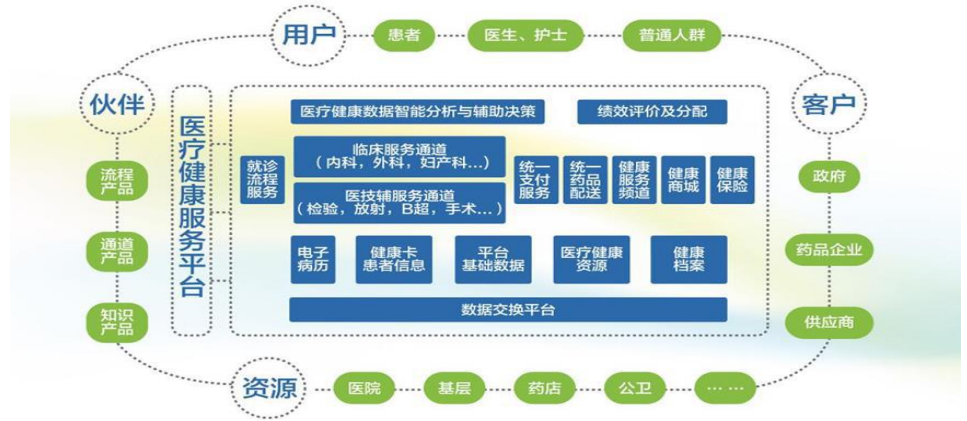 用户
患者
医生、护士
普通人群
伙伴
客户
医疗健康服务平台
医疗健康数据智能分析与辅助决策
绩效评价及分配
就诊
流程
服务
临床服务通道
（内科，外科，妇产科...）
医技辅服务通道
（检验，放射，B超，手术...）
统一
支付
服务
统一
药品
配送
健康
服务
频道
健康
商城
健康
保险
流程
产品
通道
产品
知识
产品
政府
药品企业
供应商
电子
病历
健康卡
患者信息
平台
基础数据
医疗健康
资源
健康
档案
数据交换平台
资源
医院
基层
药店
公卫
... ...